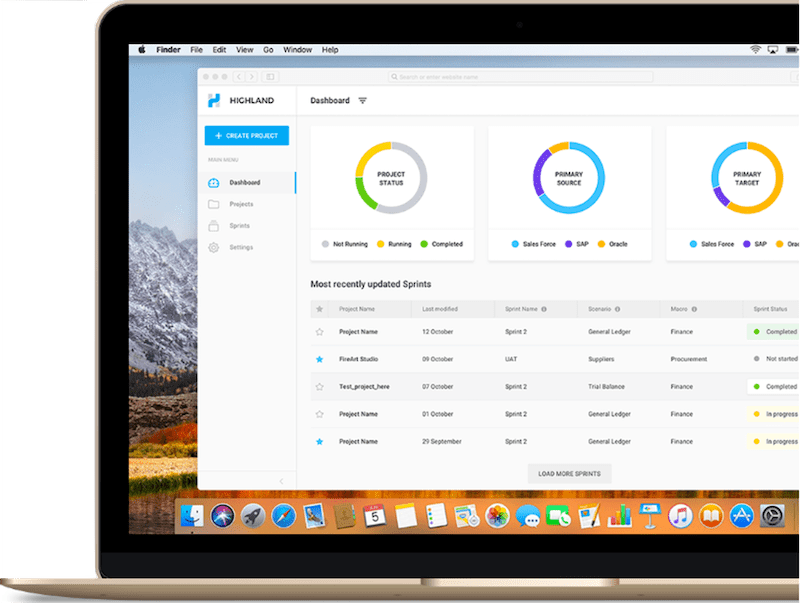 Finder File Edit View Go Window Help
Search or enter website name
HIGHLAND
Dashboard
+ CREATE PROJECT
MAIN MENU
Dashboard
Projects
Sprints
Settings
PROJECT
STATUS
Not Running Running Completed
PRIMARY
SOURCE
Sales Force SAP Oracle
PRIMARY
TARGET
Sales Force SAP
Most recently updated Sprints
Project Name Last modified Sprint Name Scenario Macro Sprint Status
Project Name 12 October Sprint 2 General Ledger Finance Completed
FireArt Studio 09 October UAT Suppliers Procurement Not started
Test_project_here 07 October Sprint 2 Trial Balance Finance Completed
Project Name 01 October Sprint 2 General Ledger Finance In progress
Project Name 29 September Sprint 2 General Ledger Finance In progress
LOAD MORE SPRINTS
5